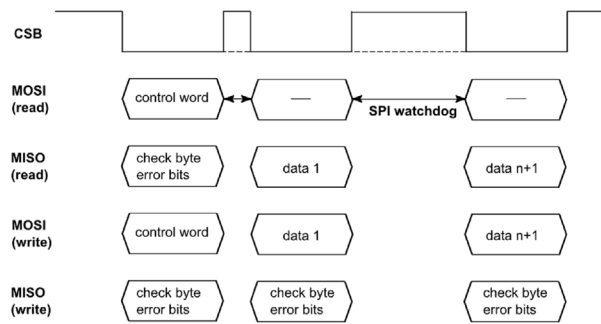 CSB
MOSI
(read)
control word
—
SPI watchdog
—
MISO
(read)
check byte
error bits
data 1
data n+1
MOSI
(write)
control word
data 1
data n+1
MISO
(write)
check byte
error bits
check byte
error bits
check byte
error bits